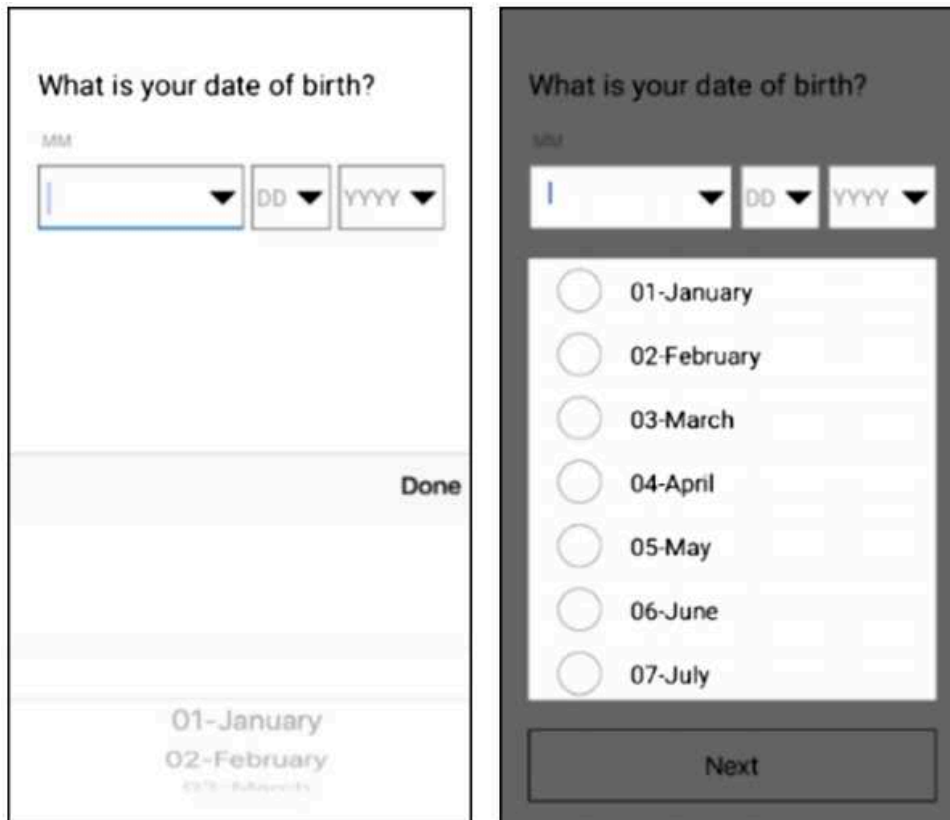 What is your date of birth?
MM
DD YYYY
Done
01-January
02-February
What is your date of birth?
MM
DD YYYY
01-January
02-February
03-March
04-April
05-May
06-June
07-July
Next